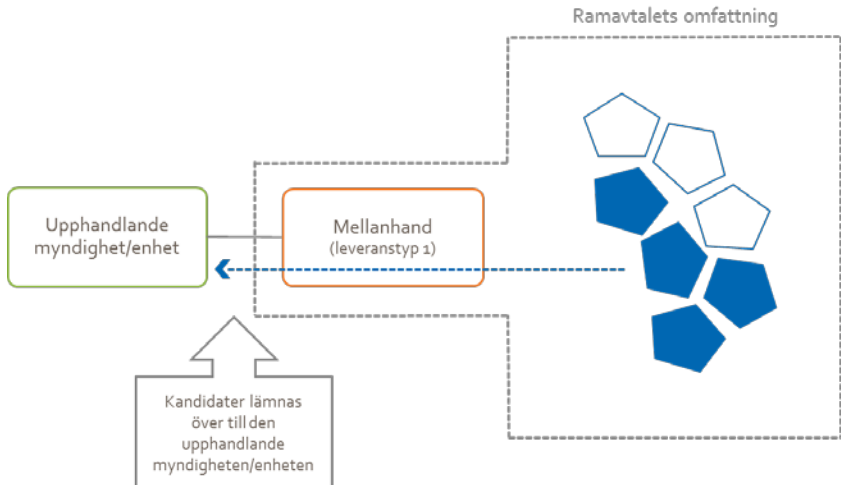 Ramavtalets omfattning
Upphandlande
myndighet/enhet
Mellanhand
(leveranstyp 1)
Kandidater lämnas
över till den
upphandlande
myndigheten/enheten